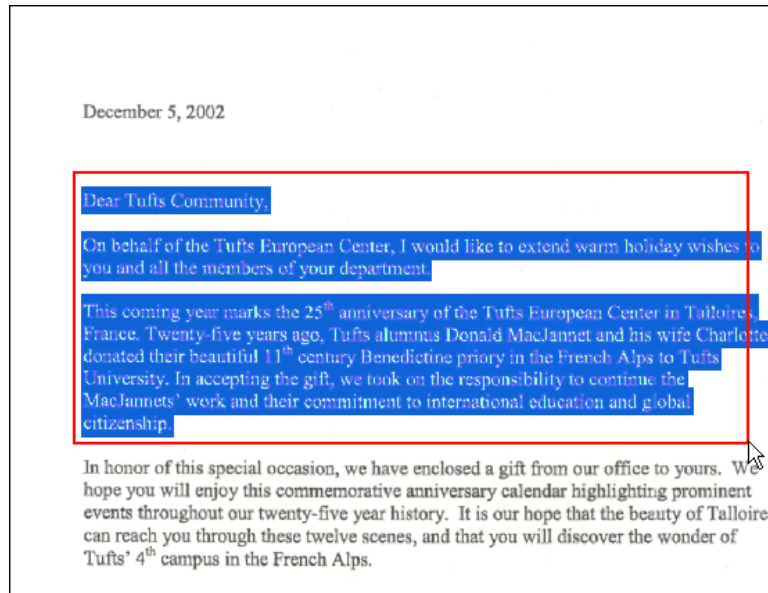 December 5, 2002
Dear Tufts Community,
On behalf of the Tufts European Center, I would like to extend warm holiday wishes to
you and all the members of your department.
This coming year marks the 25th anniversary of the Tufts European Center in Talloires,
France. Twenty-five years ago, Tufts alumnus Donald MacJannet and his wife Charlotte
donated their beautiful 11th century Benedictine priory in the French Alps to Tufts
University. In accepting the gift, we took on the responsibility to continue the
MacJannets’ work and their commitment to international education and global
citizenship.
In honor of this special occasion, we have enclosed a gift from our office to yours.  We
hope you will enjoy this commemorative anniversary calendar highlighting prominent
events throughout our twenty-five year history.  It is our hope that the beauty of Talloire
can reach you through these twelve scenes, and that you will discover the wonder of
Tufts’ 4th campus in the French Alps.